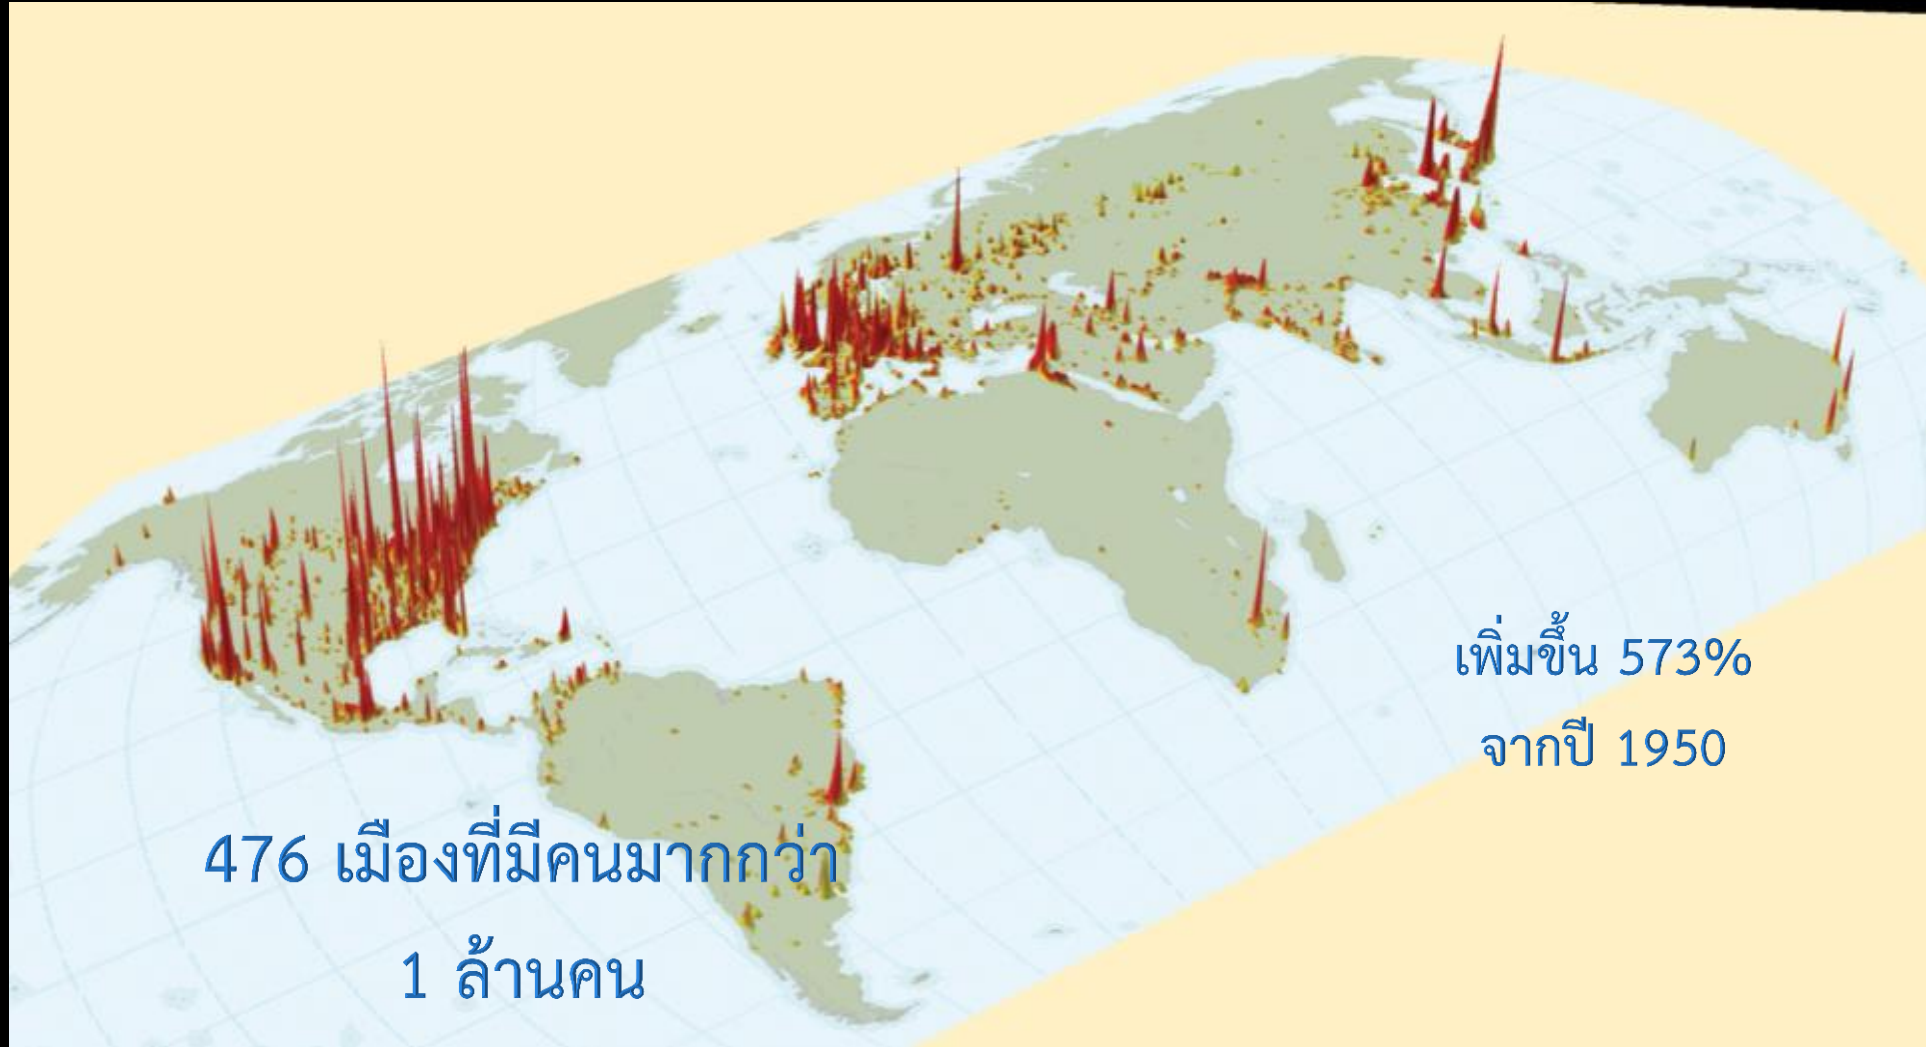 เพิ่มขึ้น 573%
จากปี 1950
476 เมืองที่มีคนมากกว่า
1 ล้านคน